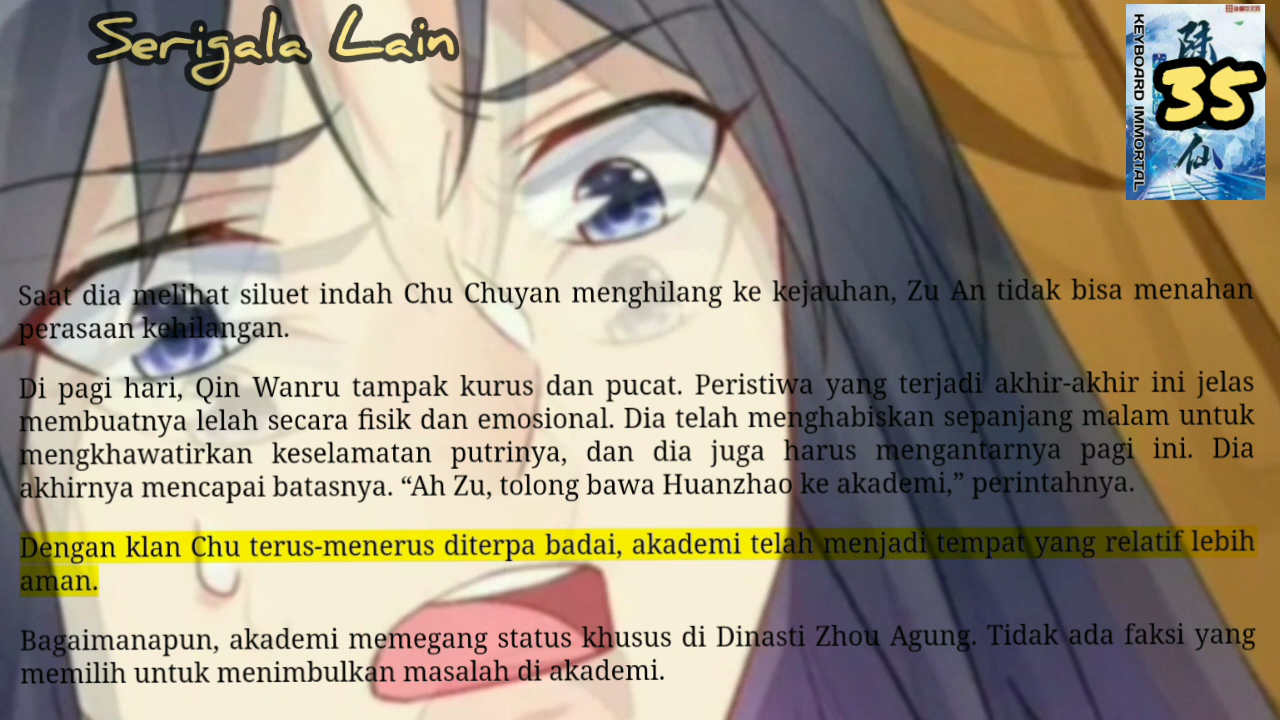 Serigala Lain
KEYBOARD IMMORTAL
陆
35
仙
Saat dia melihat siluet indah Chu Chuyan menghilang ke kejauhan, Zu An tidak bisa menahan
perasaan kehilangan.
Di pagi hari, Qin Wanru tampak kurus dan pucat. Peristiwa yang terjadi akhir-akhir ini jelas
membuatnya lelah secara fisik dan emosional. Dia telah menghabiskan sepanjang malam untuk
mengkhawatirkan keselamatan putrinya, dan dia juga harus mengantarnya pagi ini. Dia
akhirnya mencapai batasnya. “Ah Zu, tolong bawa Huanzhao ke akademi,” perintahnya.
Dengan klan Chu terus-menerus diterpa badai, akademi telah menjadi tempat yang relatif lebih
aman.
Bagaimanapun, akademi memegang status khusus di Dinasti Zhou Agung. Tidak ada faksi yang
memilih untuk menimbulkan masalah di akademi.